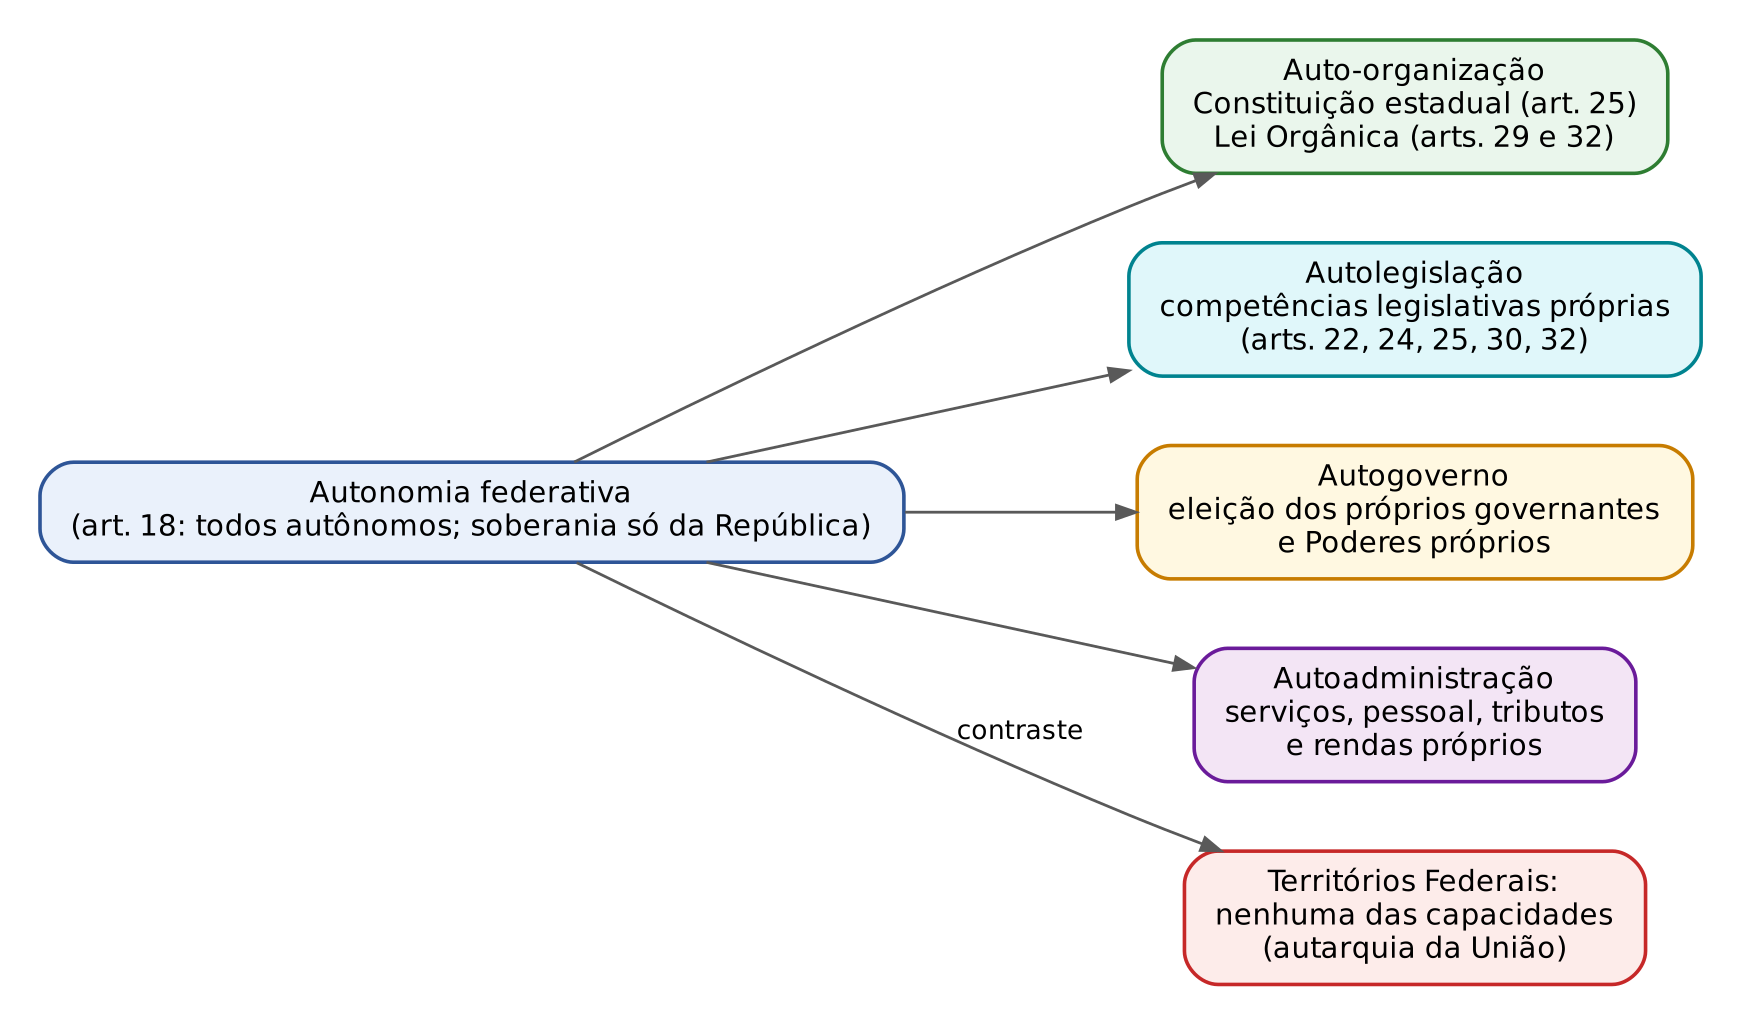 Auto-organização
Constituição estadual (art. 25)
Lei Orgânica (arts. 29 e 32)
Autolegislação
competências legislativas próprias
(arts. 22, 24, 25, 30, 32)
Autonomia federativa
(art. 18: todos autônomos; soberania só da República)
Autogoverno
eleição dos próprios governantes
e Poderes próprios
Autoadministração
serviços, pessoal, tributos
e rendas próprios
contraste
Territórios Federais:
nenhuma das capacidades
(autarquia da União)